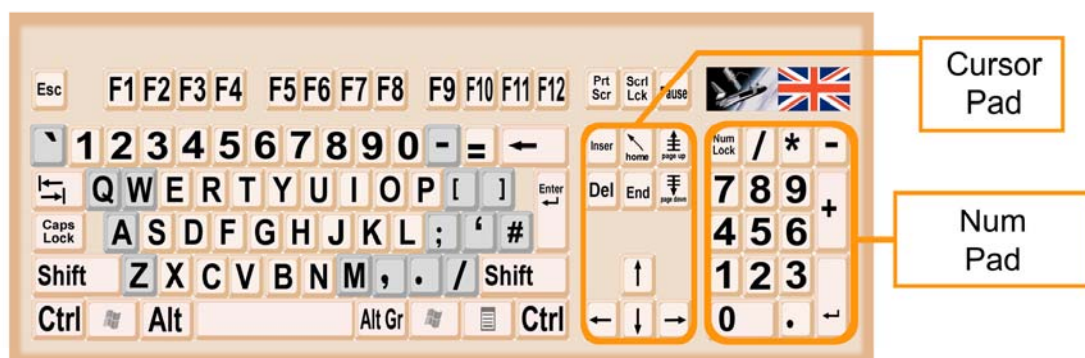 Cursor
Pad
Esc F1 F2 F3 F4 F5 F6 F7 F8 F9 F10 F11 F12 Prt Scr Scrl Lck Pause
` 1 2 3 4 5 6 7 8 9 0 - = ← Inser home page up Num Lock / * -
Q W E R T Y U I O P [ ] Enter Del End page down 7 8 9 +
Caps Lock A S D F G H J K L ; ‘ # 4 5 6
Shift Z X C V B N M , . / Shift ↑ 1 2 3
Ctrl Alt Alt Gr Ctrl ← ↓ → 0 .
Num
Pad